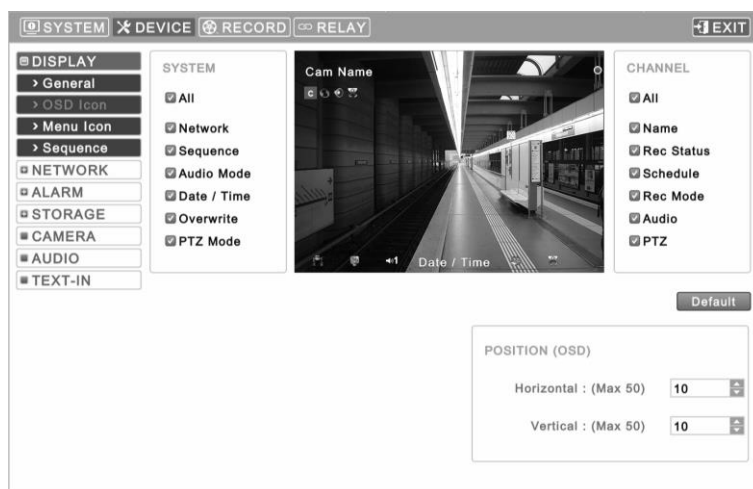 SYSTEM DEVICE RECORD RELAY EXIT
DISPLAY
> General
> OSD Icon
> Menu Icon
> Sequence
NETWORK
ALARM
STORAGE
CAMERA
AUDIO
TEXT-IN
SYSTEM
All
Network
Sequence
Audio Mode
Date / Time
Overwrite
PTZ Mode
Cam Name
C
1
Date / Time
CHANNEL
All
Name
Rec Status
Schedule
Rec Mode
Audio
PTZ
Default
POSITION (OSD)
Horizontal : (Max 50) 10
Vertical : (Max 50) 10